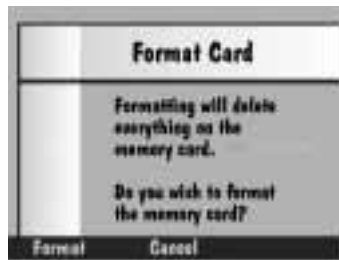 Format Card
Formatting will delete
everything on the
memory card.
Do you wish to format
the memory card?
Format Cancel